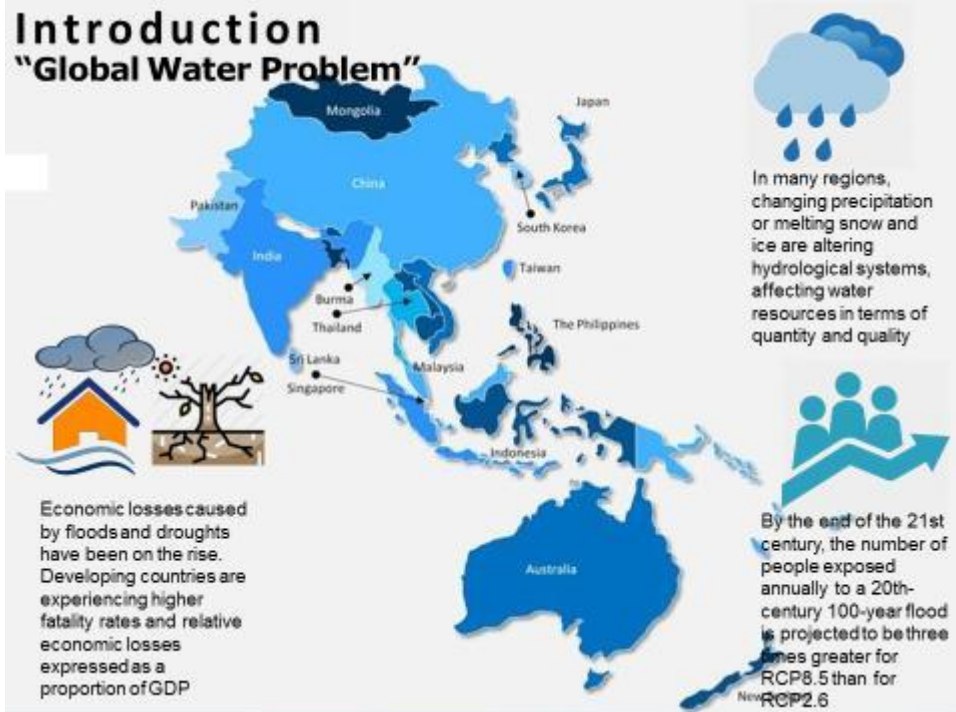 Introduction
“Global Water Problem”
Mongolia
Japan
China
Pakistan
South Korea
India
Taiwan
Burma
Thailand
The Philippines
Sri Lanka
Malaysia
Singapore
Indonesia
Australia
New Zealand
In many regions,
changing precipitation
or melting snow and
ice are altering
hydrological systems,
affecting water
resources in terms of
quantity and quality
Economic losses caused
by floods and droughts
have been on the rise.
Developing countries are
experiencing higher
fatality rates and relative
economic losses
expressed as a
proportion of GDP
By the end of the 21st
century, the number of
people exposed
annually to a 20th-
century 100-year flood
is projected to be three
times greater for
RCP8.5 than for
RCP2.6